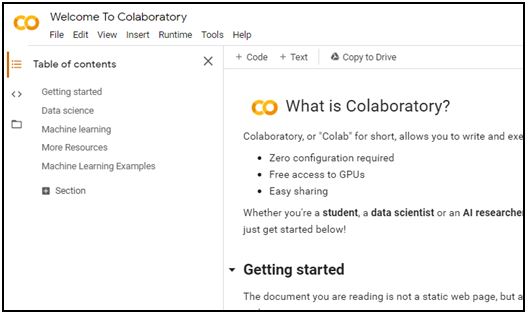 Welcome To Colaboratory
File Edit View Insert Runtime Tools Help
Table of contents
Getting started
Data science
Machine learning
More Resources
Machine Learning Examples
Section
+ Code + Text Copy to Drive
What is Colaboratory?
Colaboratory, or "Colab" for short, allows you to write and exe
• Zero configuration required
• Free access to GPUs
• Easy sharing
Whether you're a student, a data scientist or an AI researcher
just get started below!
Getting started
The document you are reading is not a static web page, but a